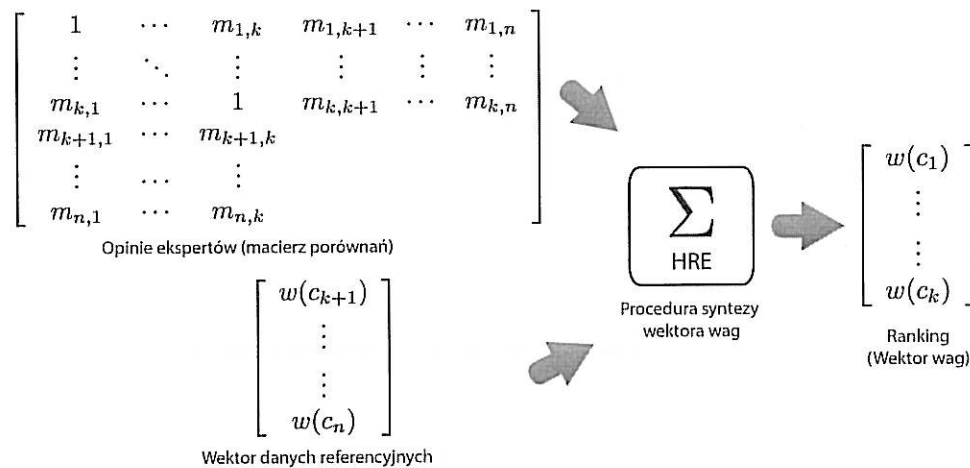 1 ⋯ m_{1,k} m_{1,k+1} ⋯ m_{1,n}
⋮ ⋱ ⋮ ⋮ ⋮ ⋮
m_{k,1} ⋯ 1 m_{k,k+1} ⋯ m_{k,n}
m_{k+1,1} ⋯ m_{k+1,k}
⋮ ⋯ ⋮
m_{n,1} ⋯ m_{n,k}
Opinie ekspertów (macierz porównań)
w(c_{k+1})
⋮
⋮
w(c_n)
Wektor danych referencyjnych
Σ
HRE
Procedura syntezy
wektora wag
w(c_1)
⋮
⋮
w(c_k)
Ranking
(Wektor wag)